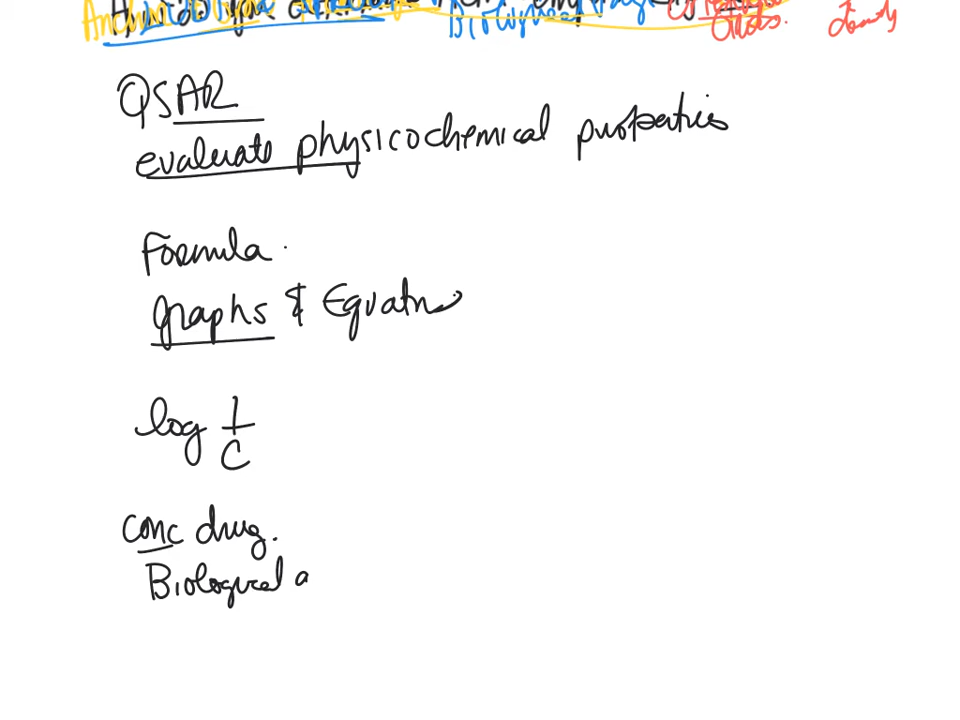 QSAR
evaluate physicochemical properties
Formula.
graphs & Equatn
log 1/C
conc drug.
Biological a